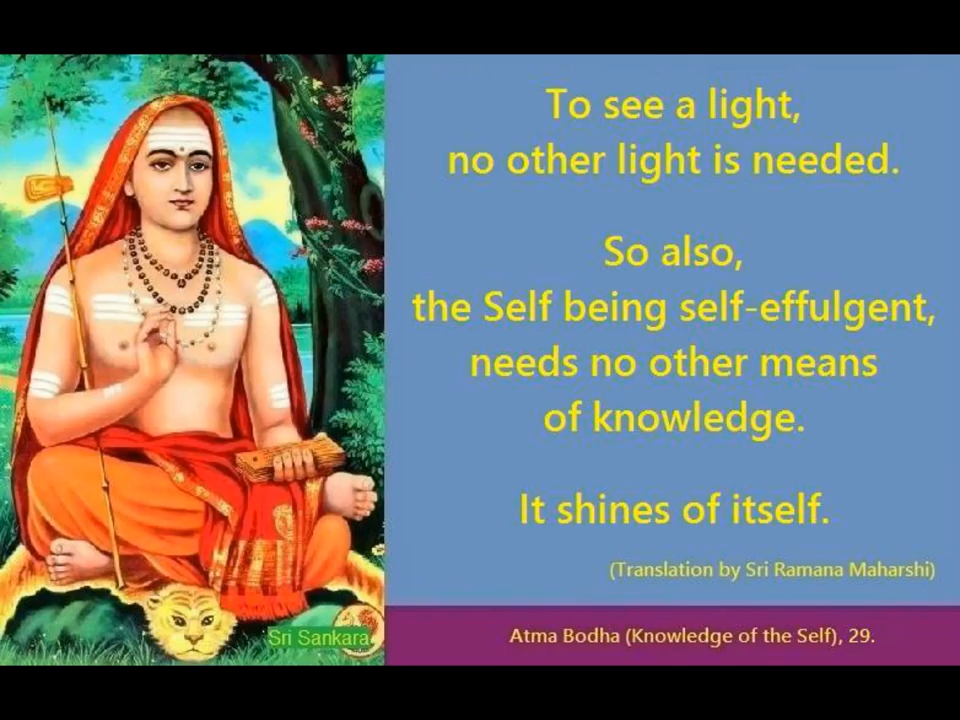 To see a light,
no other light is needed.
So also,
the Self being self-effulgent,
needs no other means
of knowledge.
It shines of itself.
(Translation by Sri Ramana Maharshi)
Atma Bodha (Knowledge of the Self), 29.
Sri Sankara